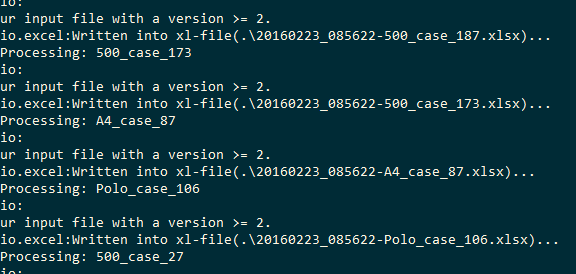 io:
ur input file with a version >= 2.
io.excel:Written into xl-file(.\20160223_085622-500_case_187.xlsx)...
Processing: 500_case_173
io:
ur input file with a version >= 2.
io.excel:Written into xl-file(.\20160223_085622-500_case_173.xlsx)...
Processing: A4_case_87
io:
ur input file with a version >= 2.
io.excel:Written into xl-file(.\20160223_085622-A4_case_87.xlsx)...
Processing: Polo_case_106
io:
ur input file with a version >= 2.
io.excel:Written into xl-file(.\20160223_085622-Polo_case_106.xlsx)...
Processing: 500_case_27
io: